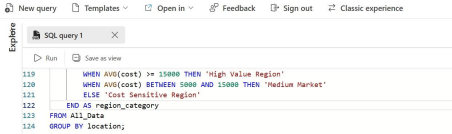 New query Templates Open in Feedback Sign out Classic experience
Explore
SQL query 1
Run Save as view
119 WHEN AVG(cost) >= 15000 THEN 'High Value Region'
120 WHEN AVG(cost) BETWEEN 5000 AND 15000 THEN 'Medium Market'
121 ELSE 'Cost Sensitive Region'
122 END AS region_category
123 FROM All_Data
124 GROUP BY location;